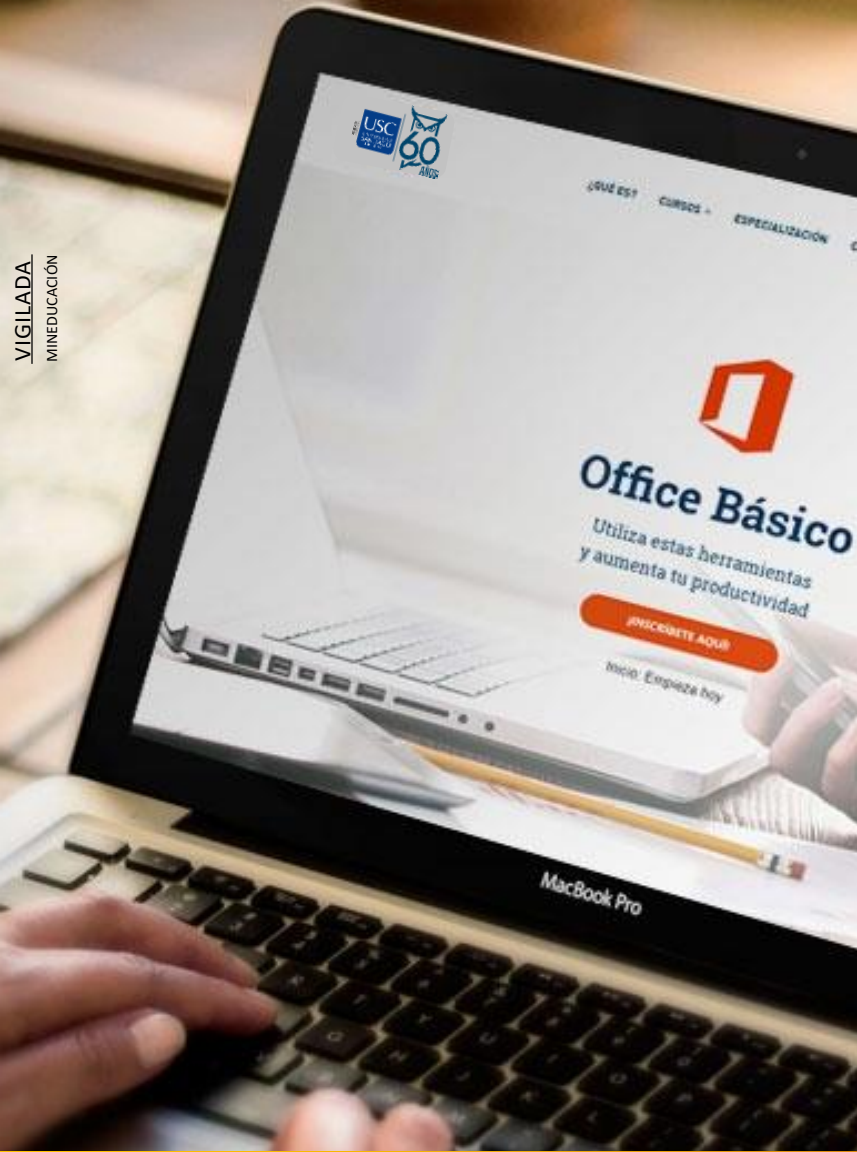 VIGILADA
MINEDUCACIÓN
USC
60
AÑOS
¿QUÉ ES?
CURSOS
ESPECIALIZACIÓN
Office Básico
Utiliza estas herramientas
y aumenta tu productividad
¡INSCRÍBETE AQUÍ!
Inicio: Empieza hoy
MacBook Pro